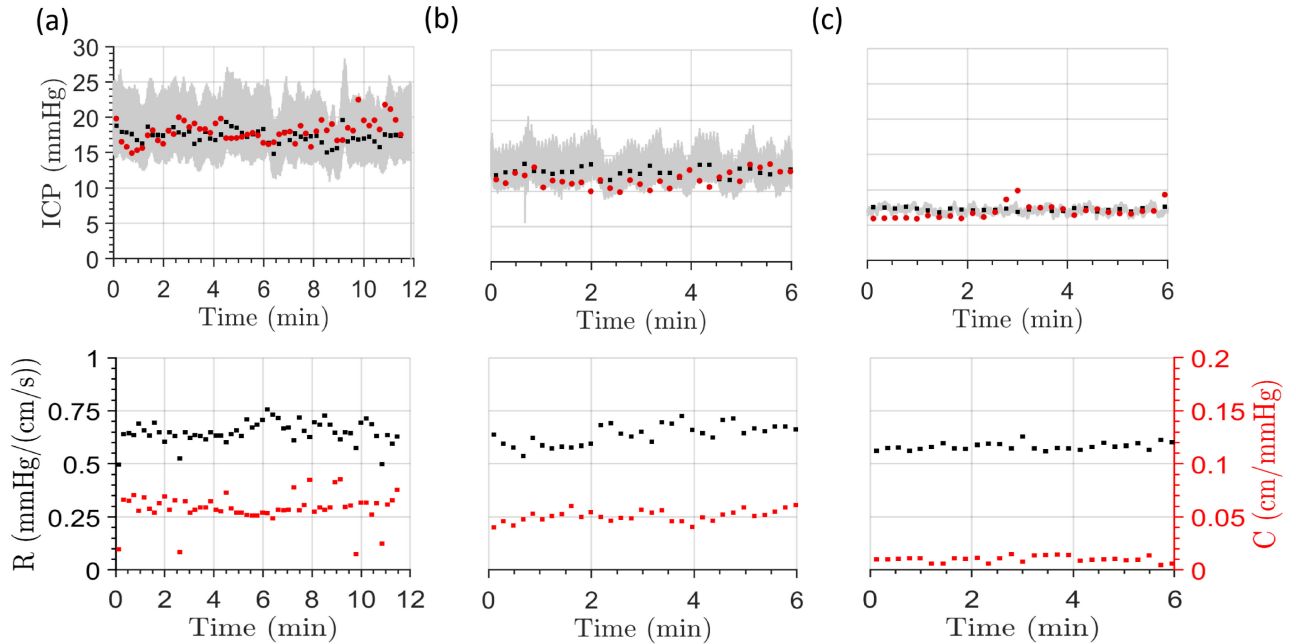 (a)
(b)
(c)
30
25
20
15
10
5
0
ICP (mmHg)
0 2 4 6 8 10 12
Time (min)
0 2 4 6
Time (min)
0 2 4 6
Time (min)
1
0.75
0.5
0.25
0
R (mmHg/(cm/s))
0 2 4 6 8 10 12
Time (min)
0 2 4 6
Time (min)
0 2 4 6
Time (min)
0.2
0.15
0.1
0.05
0
C (cm/mmHg)